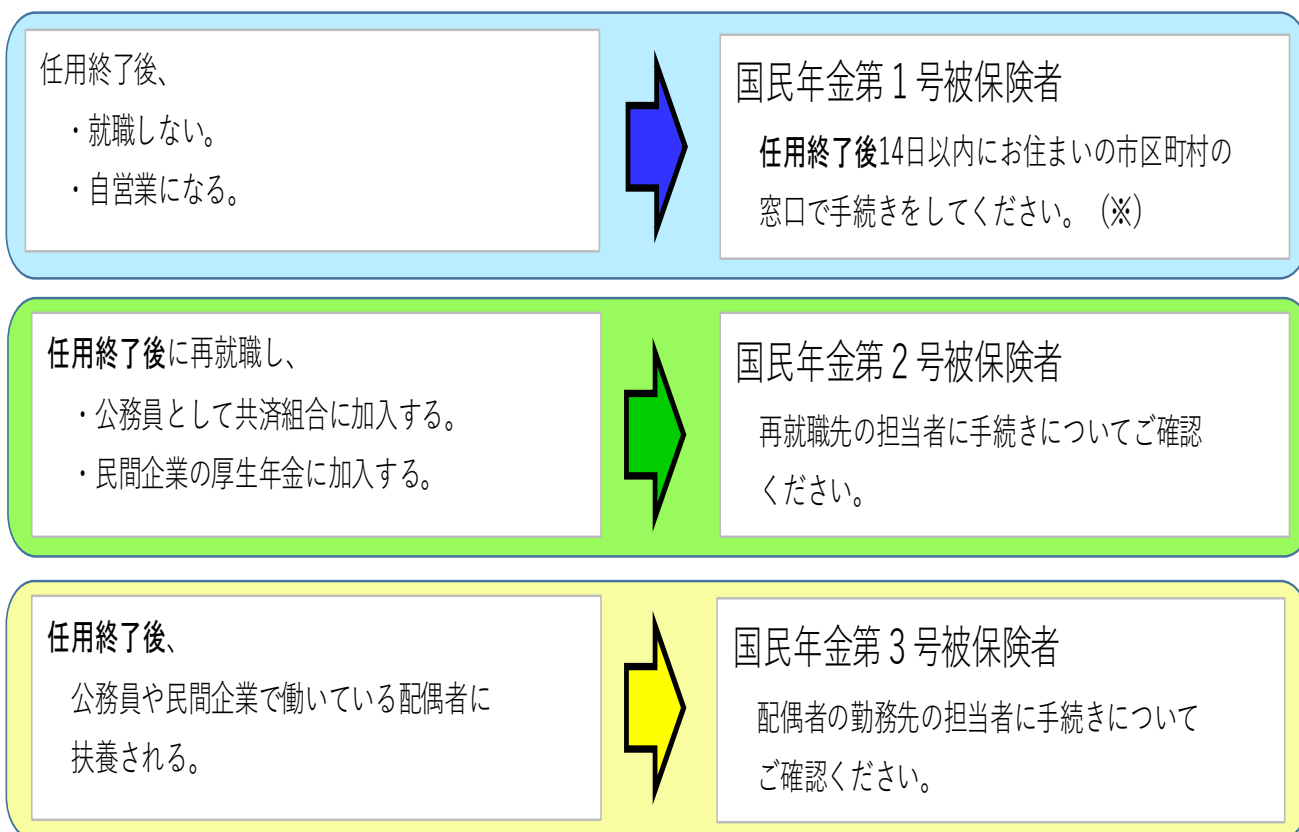 任用終了後、
・就職しない。
・自営業になる。
国民年金第１号被保険者
任用終了後14日以内にお住まいの市区町村の
窓口で手続きをしてください。（※）
任用終了後に再就職し、
・公務員として共済組合に加入する。
・民間企業の厚生年金に加入する。
国民年金第２号被保険者
再就職先の担当者に手続きについてご確認
ください。
任用終了後、
公務員や民間企業で働いている配偶者に
扶養される。
国民年金第３号被保険者
配偶者の勤務先の担当者に手続きについて
ご確認ください。